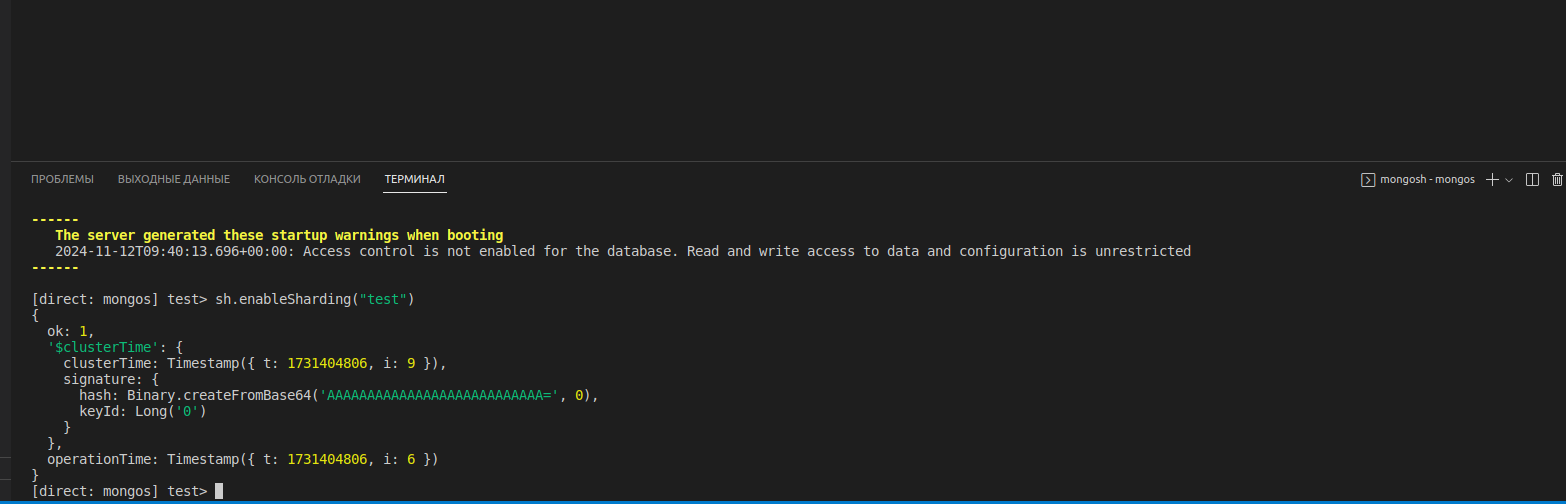 ПРОБЛЕМЫ ВЫХОДНЫЕ ДАННЫЕ КОНСОЛЬ ОТЛАДКИ ТЕРМИНАЛ mongosh - mongos
------
   The server generated these startup warnings when booting
   2024-11-12T09:40:13.696+00:00: Access control is not enabled for the database. Read and write access to data and configuration is unrestricted
------
[direct: mongos] test> sh.enableSharding("test")
{
  ok: 1,
  '$clusterTime': {
    clusterTime: Timestamp({ t: 1731404806, i: 9 }),
    signature: {
      hash: Binary.createFromBase64('AAAAAAAAAAAAAAAAAAAAAAAAAAA=', 0),
      keyId: Long('0')
    }
  },
  operationTime: Timestamp({ t: 1731404806, i: 6 })
}
[direct: mongos] test>